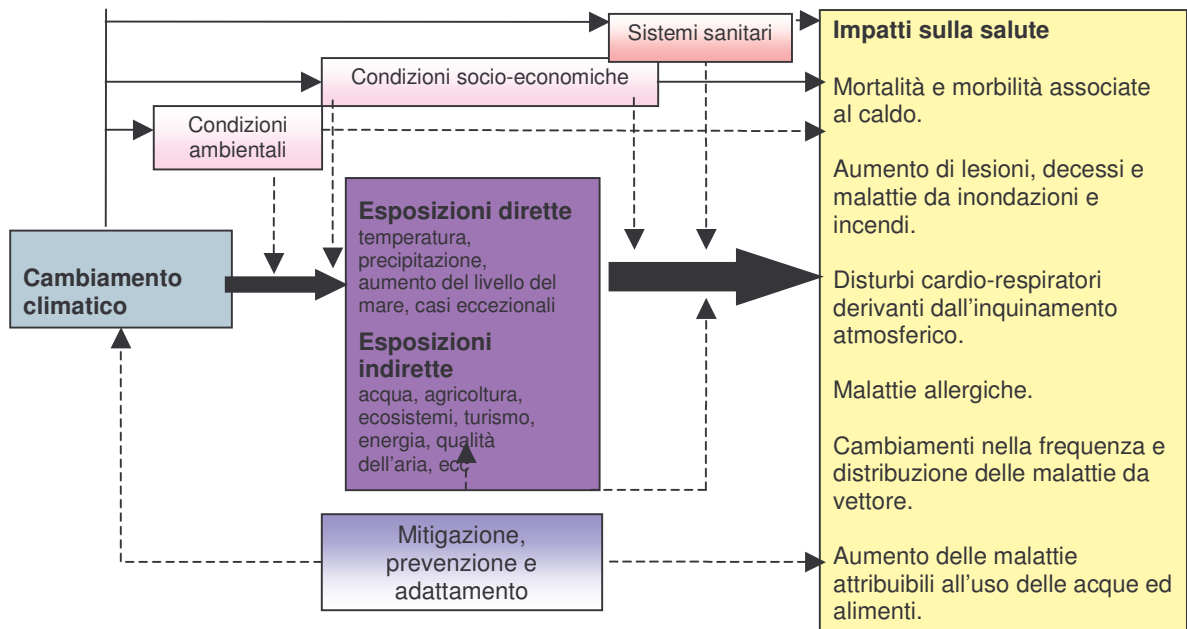 Sistemi sanitari
Condizioni socio-economiche
Condizioni
ambientali
Cambiamento
climatico
Esposizioni dirette
temperatura,
precipitazione,
aumento del livello del
mare, casi eccezionali
Esposizioni
indirette
acqua, agricoltura,
ecosistemi, turismo,
energia, qualità
dell'aria, ecc
Mitigazione,
prevenzione e
adattamento
Impatti sulla salute
Mortalità e morbilità associate
al caldo.
Aumento di lesioni, decessi e
malattie da inondazioni e
incendi.
Disturbi cardio-respiratori
derivanti dall'inquinamento
atmosferico.
Malattie allergiche.
Cambiamenti nella frequenza e
distribuzione delle malattie da
vettore.
Aumento delle malattie
attribuibili all'uso delle acque ed
alimenti.